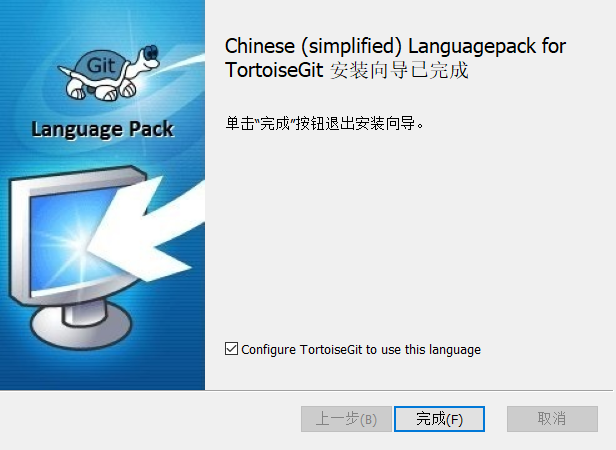 Git
Language Pack
Chinese (simplified) Languagepack for
TortoiseGit 安装向导已完成
单击“完成”按钮退出安装向导。
Configure TortoiseGit to use this language
上一步(B)
完成(F)
取消